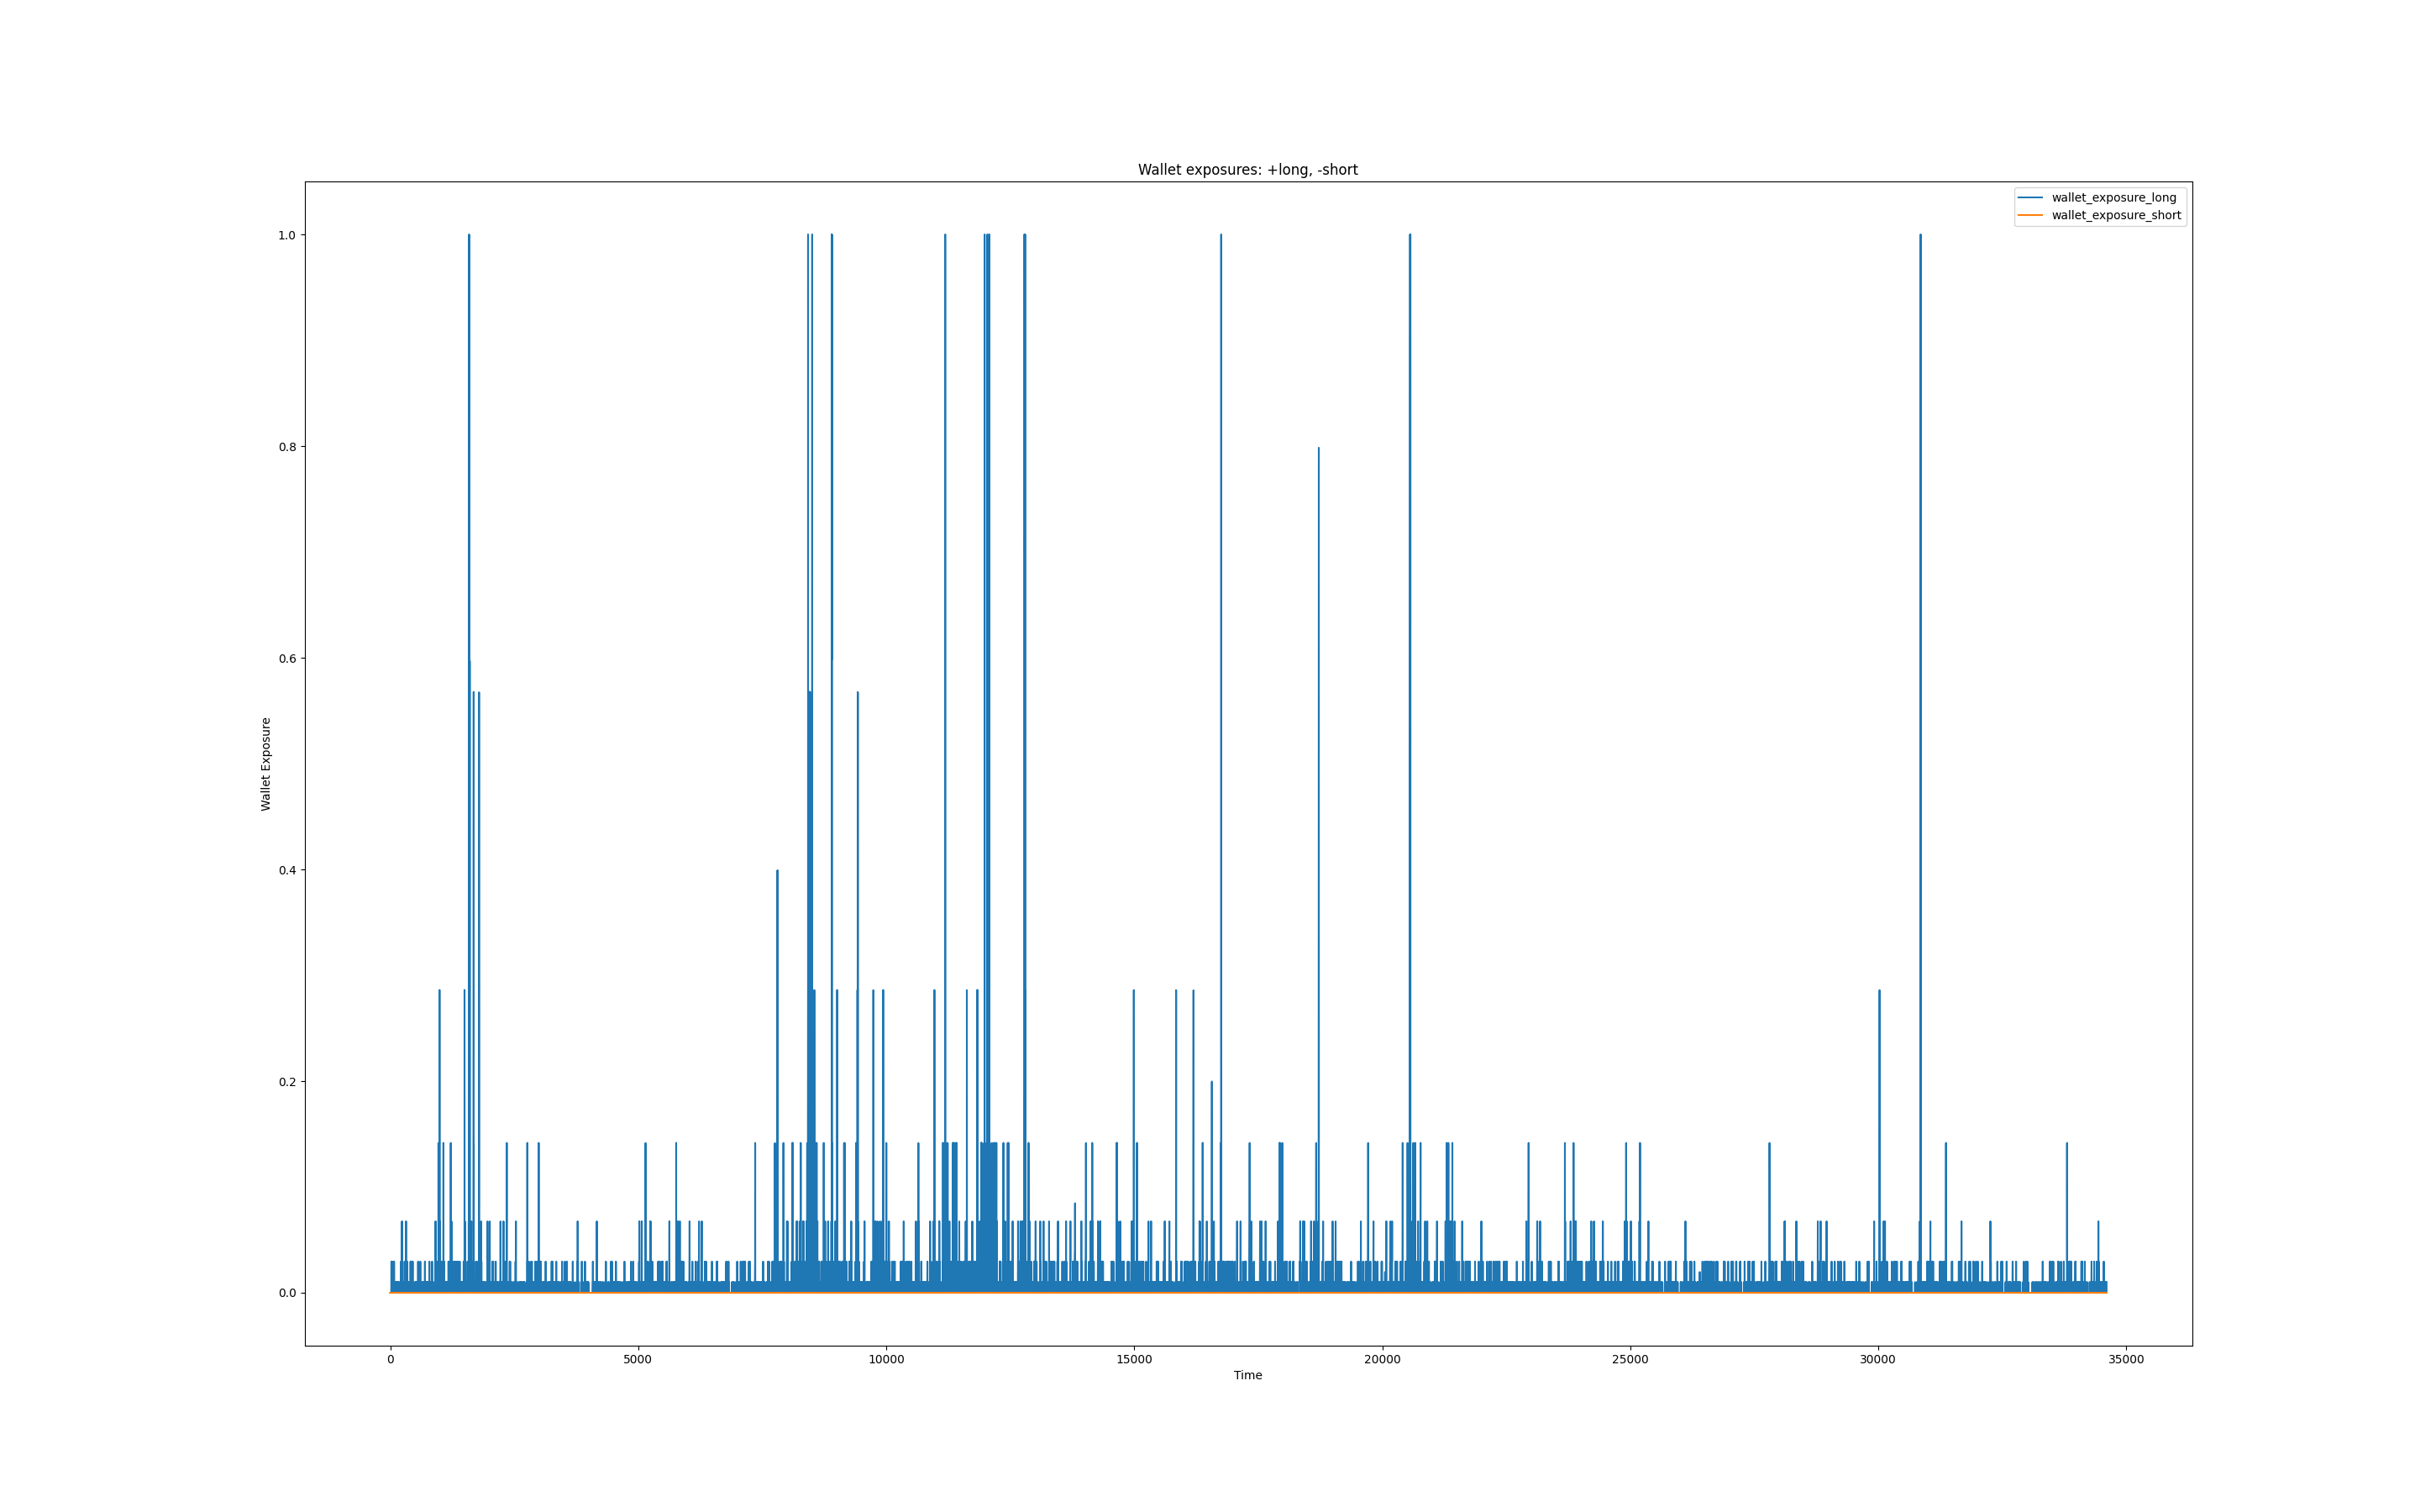 Wallet exposures: +long, -short
wallet_exposure_long
wallet_exposure_short
1.0
0.8
0.6
0.4
0.2
0.0
Wallet Exposure
0 5000 10000 15000 20000 25000 30000 35000
Time